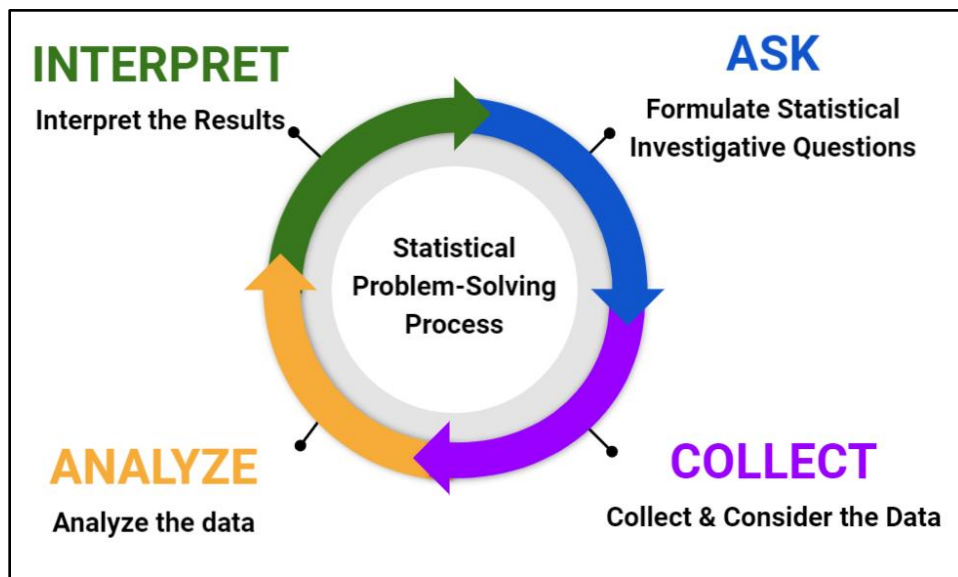 INTERPRET
Interpret the Results
ASK
Formulate Statistical
Investigative Questions
Statistical
Problem-Solving
Process
ANALYZE
Analyze the data
COLLECT
Collect & Consider the Data